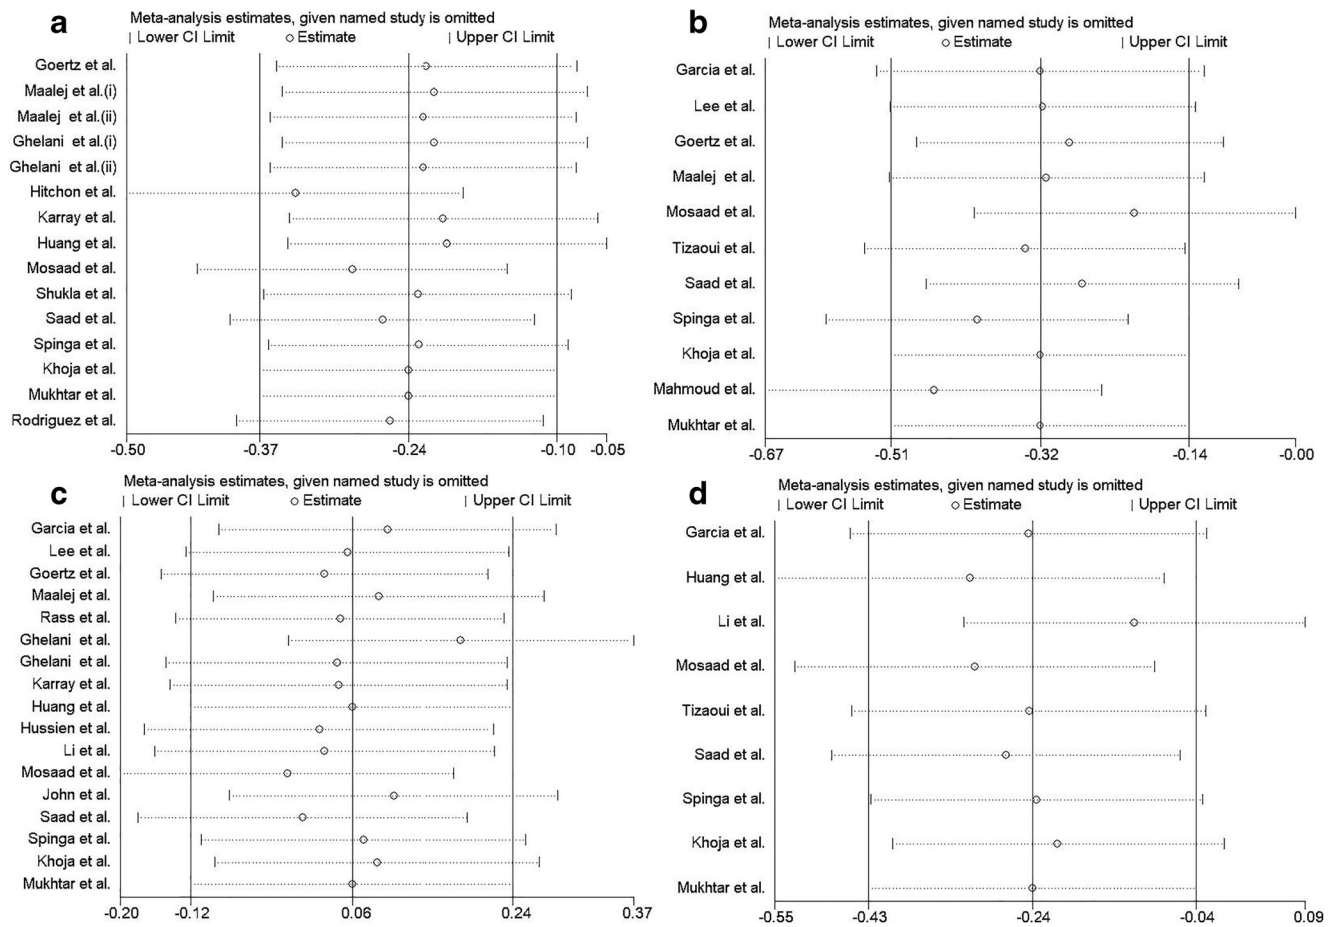 a
Meta-analysis estimates, given named study is omitted
| Lower CI Limit ○ Estimate | Upper CI Limit
Goertz et al.
Maalej et al.(i)
Maalej et al.(ii)
Ghelani et al.(i)
Ghelani et al.(ii)
Hitchon et al.
Karray et al.
Huang et al.
Mosaad et al.
Shukla et al.
Saad et al.
Spinga et al.
Khoja et al.
Mukhtar et al.
Rodriguez et al.
-0.50 -0.37 -0.24 -0.10 -0.05
b
Meta-analysis estimates, given named study is omitted
| Lower CI Limit ○ Estimate | Upper CI Limit
Garcia et al.
Lee et al.
Goertz et al.
Maalej et al.
Mosaad et al.
Tizaoui et al.
Saad et al.
Spinga et al.
Khoja et al.
Mahmoud et al.
Mukhtar et al.
-0.67 -0.51 -0.32 -0.14 -0.00
c
Meta-analysis estimates, given named study is omitted
| Lower CI Limit ○ Estimate | Upper CI Limit
Garcia et al.
Lee et al.
Goertz et al.
Maalej et al.
Rass et al.
Ghelani et al.
Ghelani et al.
Karray et al.
Huang et al.
Hussien et al.
Li et al.
Mosaad et al.
John et al.
Saad et al.
Spinga et al.
Khoja et al.
Mukhtar et al.
-0.20 -0.12 0.06 0.24 0.37
d
Meta-analysis estimates, given named study is omitted
| Lower CI Limit ○ Estimate | Upper CI Limit
Garcia et al.
Huang et al.
Li et al.
Mosaad et al.
Tizaoui et al.
Saad et al.
Spinga et al.
Khoja et al.
Mukhtar et al.
-0.55 -0.43 -0.24 -0.04 0.09